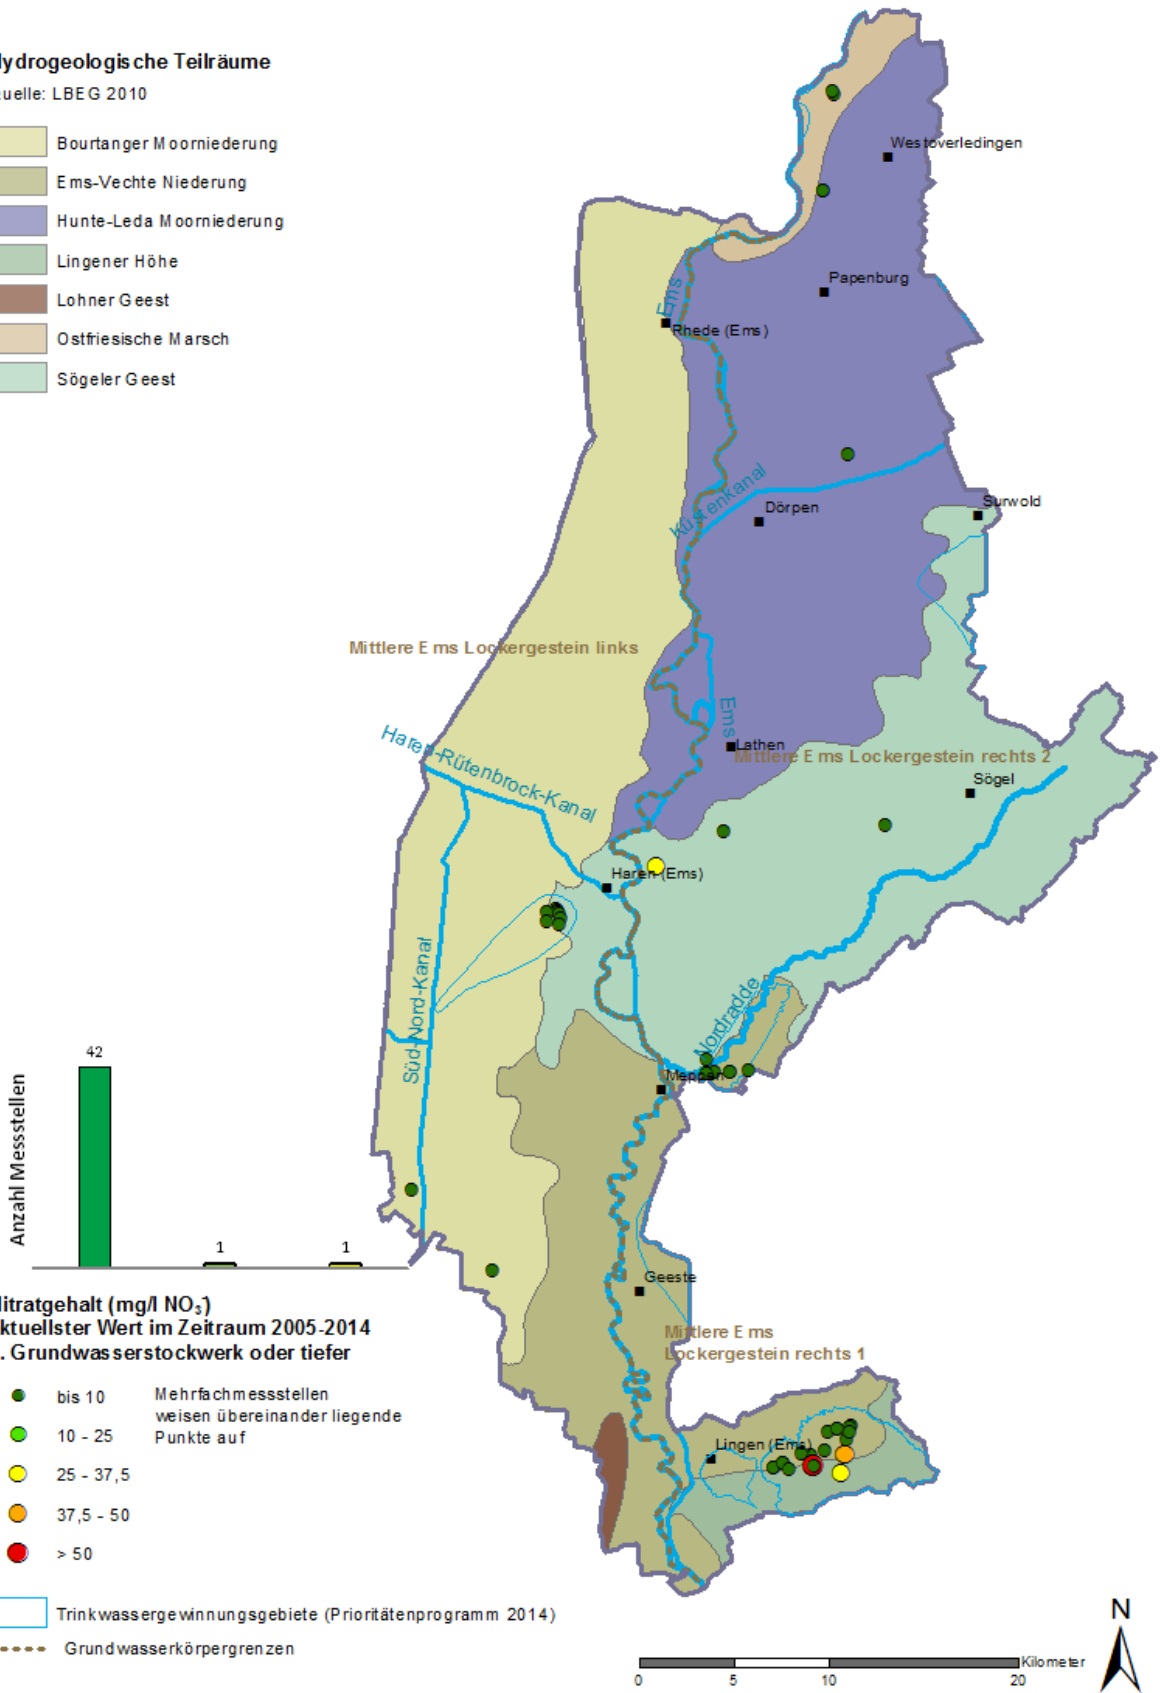 ydrogeologische Teilräume
uelle: LBEG 2010
Bourtanger Moorniederung
Ems-Vechte Niederung
Hunte-Leda Moorniederung
Lingener Höhe
Lohner Geest
Ostfriesische Marsch
Sögeler Geest
Westoverledingen
Papenburg
Ems
Rhede (Ems)
Küstenkanal
Dörpen
Surwold
Mittlere Ems Lockergestein links
Ems
Lathen
Mittlere Ems Lockergestein rechts 2
Haren-Rütenbrock-Kanal
Sögel
Haren (Ems)
Süd-Nord-Kanal
Nordradde
Meppen
Geeste
Mittlere Ems
Lockergestein rechts 1
Lingen (Ems)
Anzahl Messstellen
42
1
1
itratgehalt (mg/l NO₃⁻)
ktuellster Wert im Zeitraum 2005-2014
. Grundwasserstockwerk oder tiefer
bis 10
10 - 25
25 - 37,5
37,5 - 50
> 50
Mehrfachmessstellen
weisen übereinander liegende
Punkte auf
Trinkwassergewinnungsgebiete (Prioritätenprogramm 2014)
Grundwasserkörpergrenzen
N
Kilometer
0 5 10 20